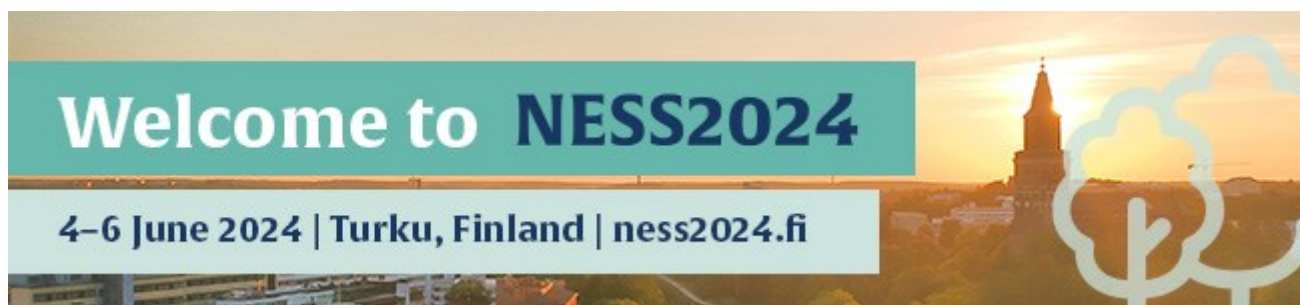 Welcome to NESS2024
4–6 June 2024 | Turku, Finland | ness2024.fi